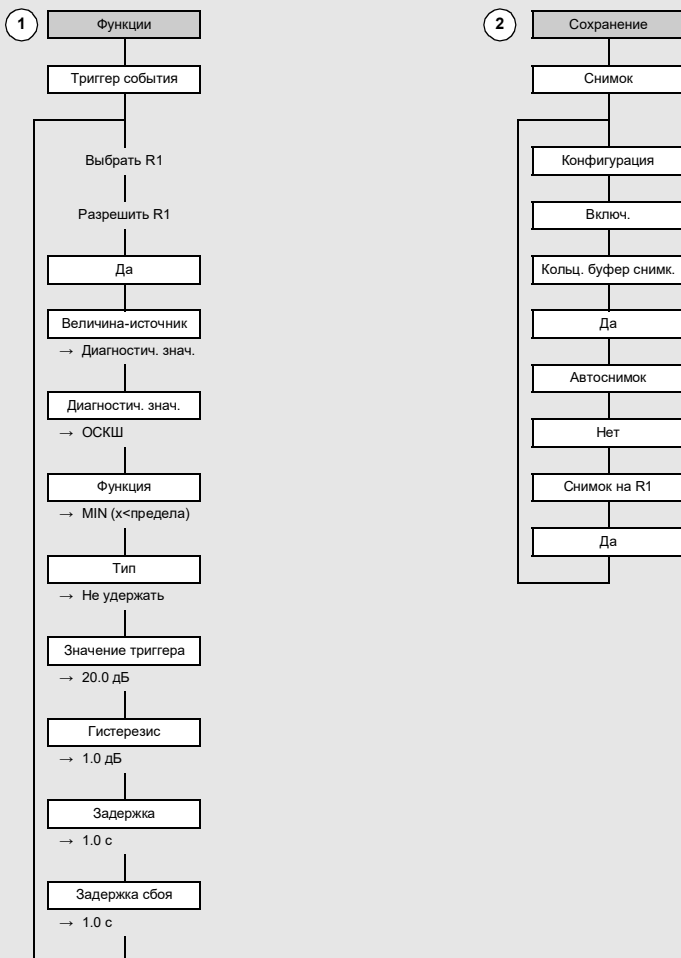 1
Функции
Триггер события
Выбрать R1
Разрешить R1
Да
Величина-источник
→ Диагностич. знач.
Диагностич. знач.
→ ОСКШ
Функция
→ MIN (x<предела)
Тип
→ Не удержать
Значение триггера
→ 20.0 дБ
Гистерезис
→ 1.0 дБ
Задержка
→ 1.0 с
Задержка сбоя
→ 1.0 с
2
Сохранение
Снимок
Конфигурация
Включ.
Кольц. буфер снимк.
Да
Автоснимок
Нет
Снимок на R1
Да